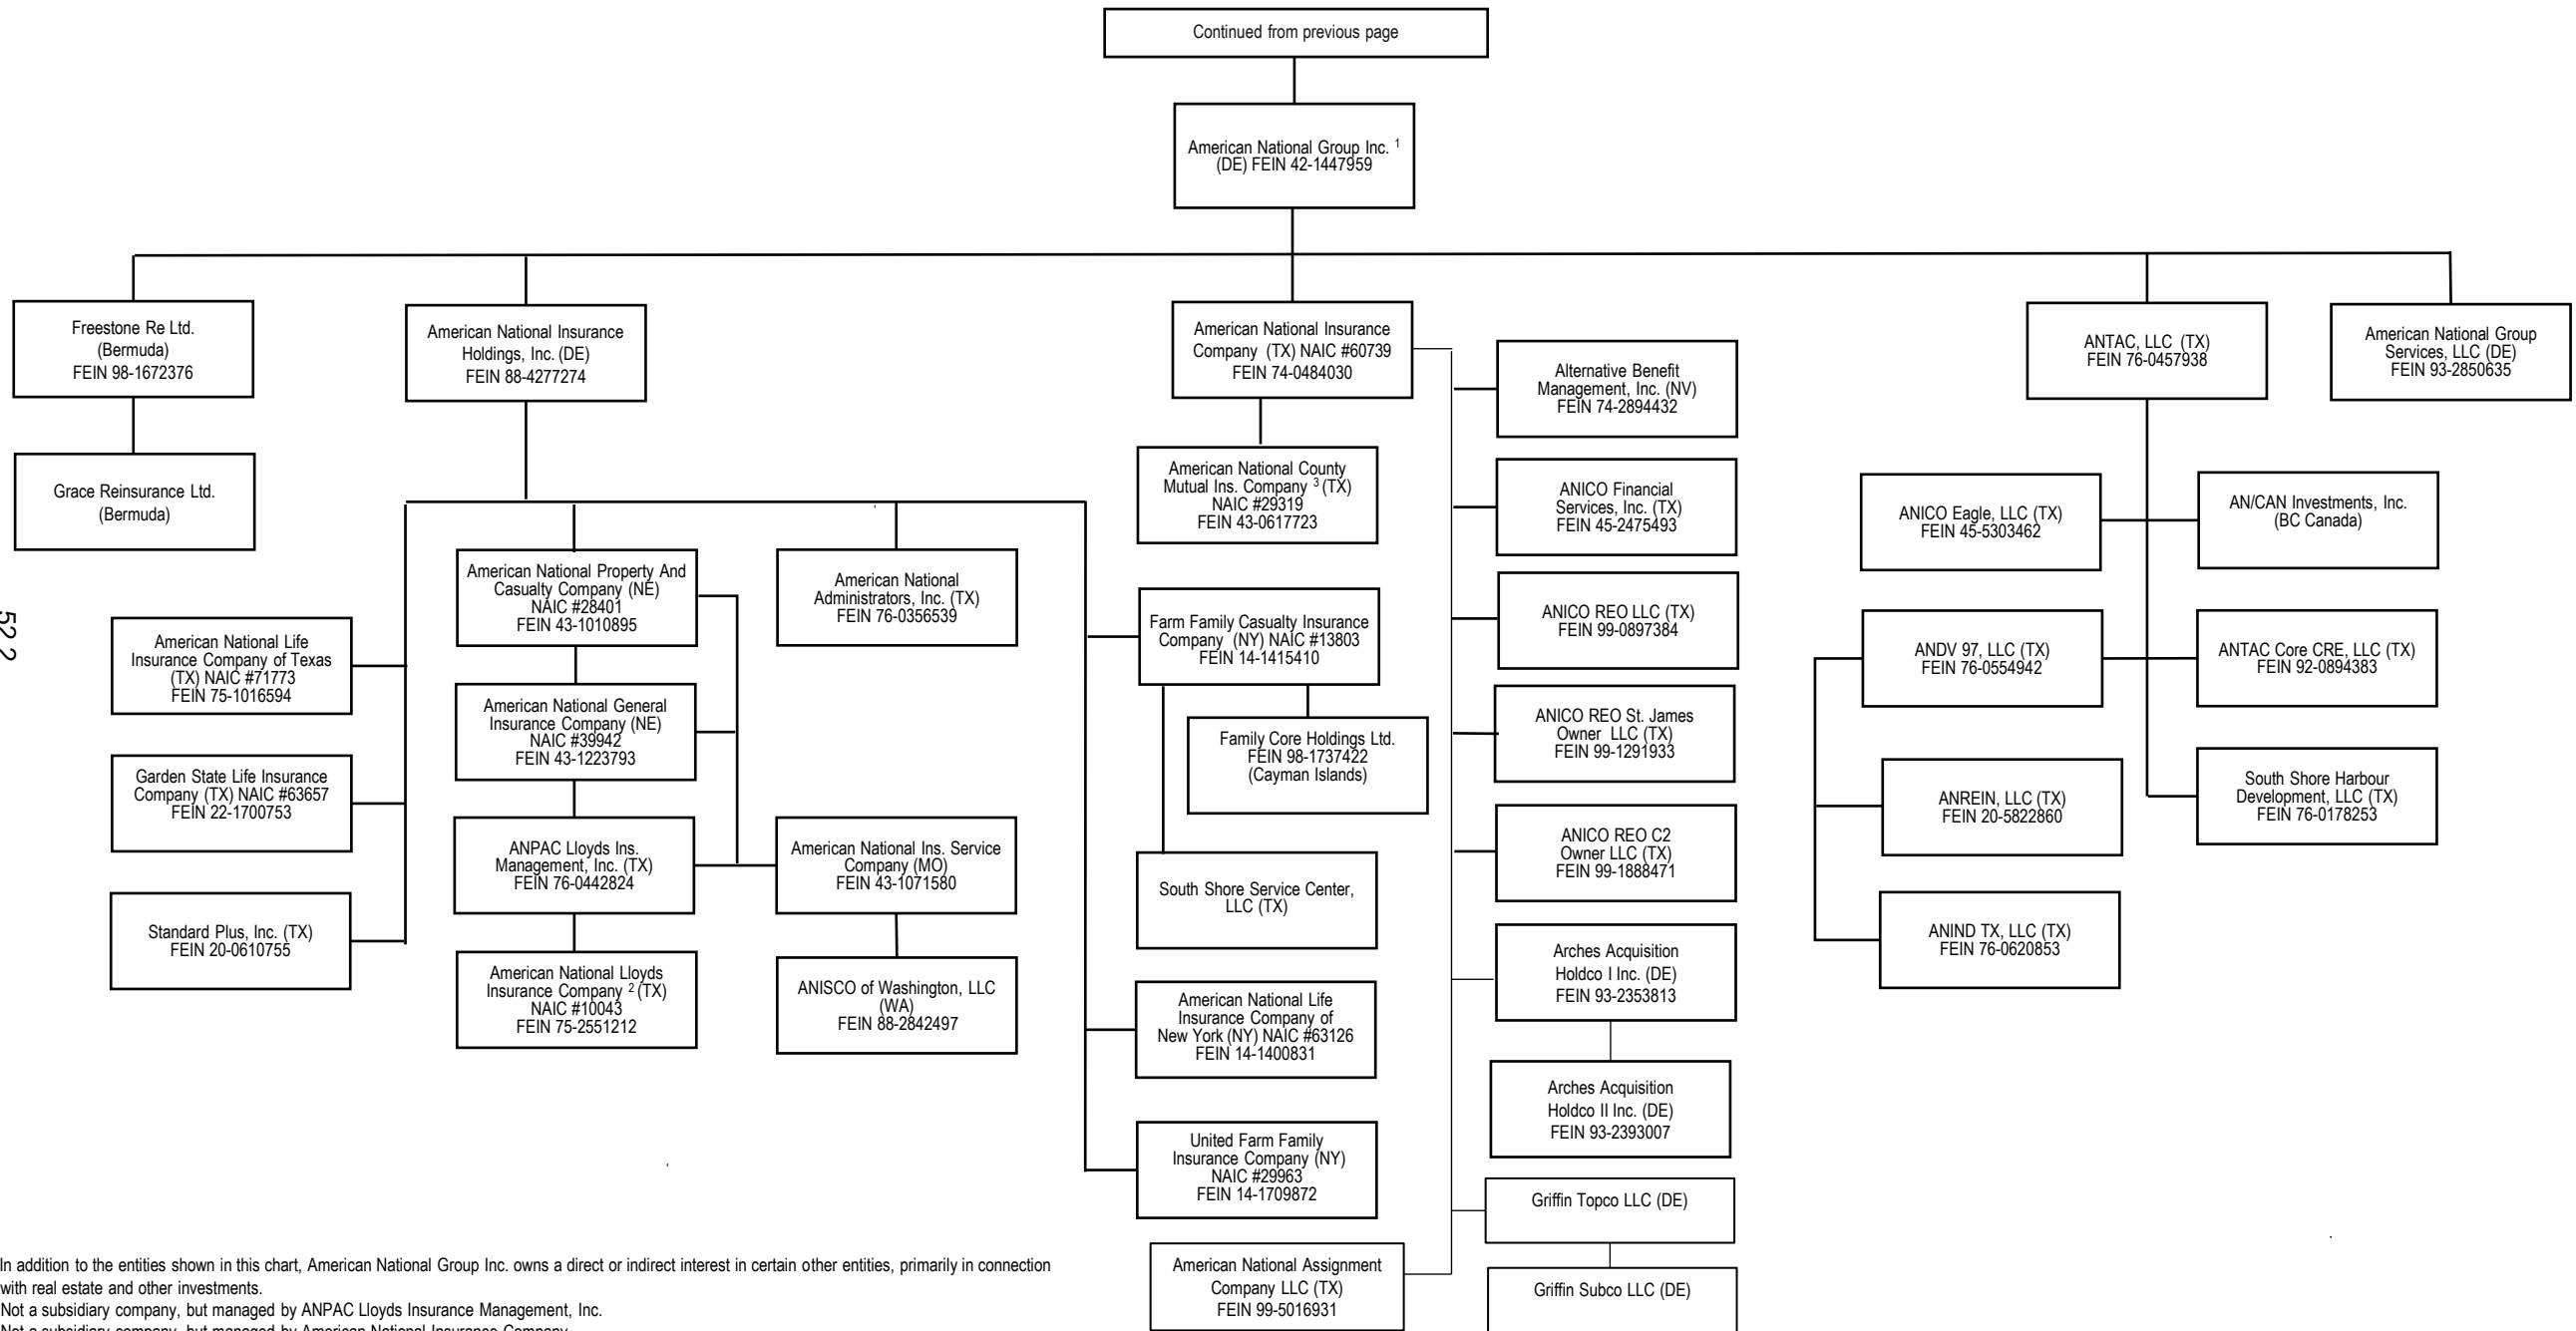 Continued from previous page
American National Group Inc. 1
(DE) FEIN 42-1447959
Freestone Re Ltd.
(Bermuda)
FEIN 98-1672376
American National Insurance
Holdings, Inc. (DE)
FEIN 88-4277274
American National Insurance
Company (TX) NAIC #60739
FEIN 74-0484030
ANTAC, LLC (TX)
FEIN 76-0457938
American National Group
Services, LLC (DE)
FEIN 93-2850635
Grace Reinsurance Ltd.
(Bermuda)
American National Life
Insurance Company of Texas
(TX) NAIC #71773
FEIN 75-1016594
Garden State Life Insurance
Company (TX) NAIC #63657
FEIN 22-1700753
Standard Plus, Inc. (TX)
FEIN 20-0610755
American National Property And
Casualty Company (NE)
NAIC #28401
FEIN 43-1010895
American National General
Insurance Company (NE)
NAIC #39942
FEIN 43-1223793
ANPAC Lloyds Ins.
Management, Inc. (TX)
FEIN 76-0442824
American National Lloyds
Insurance Company 2 (TX)
NAIC #10043
FEIN 75-2551212
American National
Administrators, Inc. (TX)
FEIN 76-0356539
American National Ins. Service
Company (MO)
FEIN 43-1071580
ANISCO of Washington, LLC
(WA)
FEIN 88-2842497
American National County
Mutual Ins. Company 3 (TX)
NAIC #29319
FEIN 43-0617723
Farm Family Casualty Insurance
Company (NY) NAIC #13803
FEIN 14-1415410
Family Core Holdings Ltd.
FEIN 98-1737422
(Cayman Islands)
South Shore Service Center,
LLC (TX)
American National Life
Insurance Company of
New York (NY) NAIC #63126
FEIN 14-1400831
United Farm Family
Insurance Company (NY)
NAIC #29963
FEIN 14-1709872
American National Assignment
Company LLC (TX)
FEIN 99-5016931
Alternative Benefit
Management, Inc. (NV)
FEIN 74-2894432
ANICO Financial
Services, Inc. (TX)
FEIN 45-2475493
ANICO REO LLC (TX)
FEIN 99-0897384
ANICO REO St. James
Owner LLC (TX)
FEIN 99-1291933
ANICO REO C2
Owner LLC (TX)
FEIN 99-1888471
Arches Acquisition
Holdco I Inc. (DE)
FEIN 93-2353813
Arches Acquisition
Holdco II Inc. (DE)
FEIN 93-2393007
Griffin Topco LLC (DE)
Griffin Subco LLC (DE)
ANICO Eagle, LLC (TX)
FEIN 45-5303462
AN/CAN Investments, Inc.
(BC Canada)
ANDV 97, LLC (TX)
FEIN 76-0554942
ANTAC Core CRE, LLC (TX)
FEIN 92-0894383
ANREIN, LLC (TX)
FEIN 20-5822860
South Shore Harbour
Development, LLC (TX)
FEIN 76-0178253
ANIND TX, LLC (TX)
FEIN 76-0620853
In addition to the entities shown in this chart, American National Group Inc. owns a direct or indirect interest in certain other entities, primarily in connection
with real estate and other investments.
Not a subsidiary company, but managed by ANPAC Lloyds Insurance Management, Inc.
Not a subsidiary company, but managed by American National Insurance Company